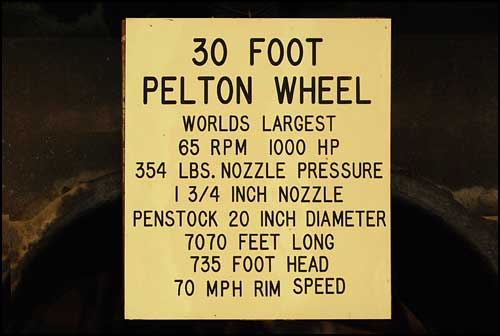 30 FOOT
PELTON WHEEL
WORLDS LARGEST
65 RPM 1000 HP
354 LBS. NOZZLE PRESSURE
1 3/4 INCH NOZZLE
PENSTOCK 20 INCH DIAMETER
7070 FEET LONG
735 FOOT HEAD
70 MPH RIM SPEED